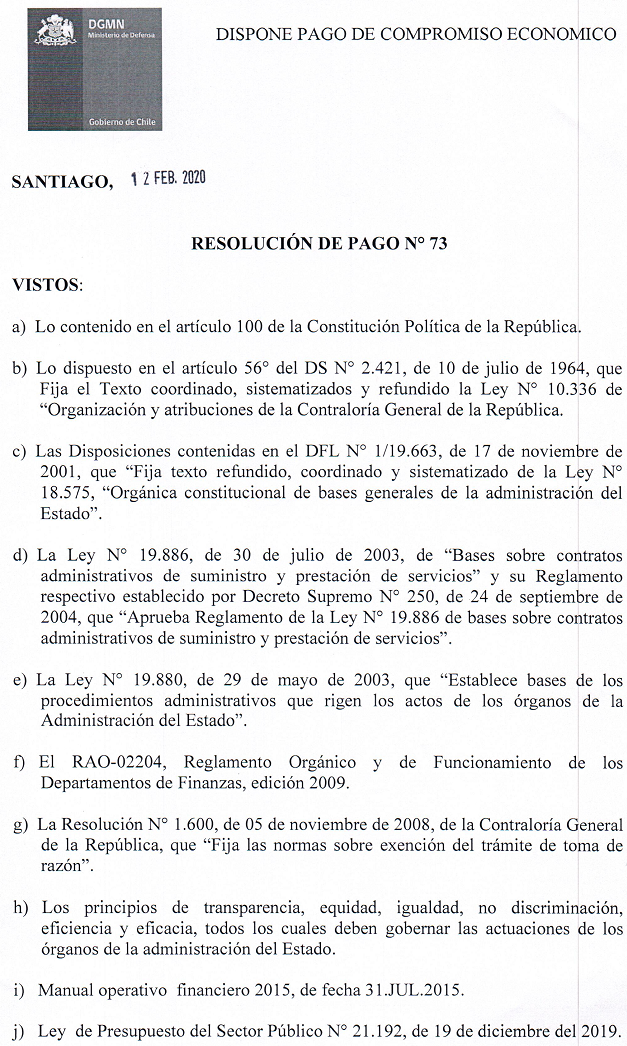 DGMN
Ministerio de Defensa
DISPONE PAGO DE COMPROMISO ECONOMICO
Gobierno de Chile
SANTIAGO, 12 FEB. 2020
RESOLUCIÓN DE PAGO N° 73
VISTOS:
a) Lo contenido en el artículo 100 de la Constitución Política de la República.
b) Lo dispuesto en el artículo 56° del DS N° 2.421, de 10 de julio de 1964, que
Fija el Texto coordinado, sistematizados y refundido la Ley N° 10.336 de
“Organización y atribuciones de la Contraloría General de la República.
c) Las Disposiciones contenidas en el DFL N° 1/19.663, de 17 de noviembre de
2001, que “Fija texto refundido, coordinado y sistematizado de la Ley N°
18.575, “Orgánica constitucional de bases generales de la administración del
Estado”.
d) La Ley N° 19.886, de 30 de julio de 2003, de “Bases sobre contratos
administrativos de suministro y prestación de servicios” y su Reglamento
respectivo establecido por Decreto Supremo N° 250, de 24 de septiembre de
2004, que “Aprueba Reglamento de la Ley N° 19.886 de bases sobre contratos
administrativos de suministro y prestación de servicios”.
e) La Ley N° 19.880, de 29 de mayo de 2003, que “Establece bases de los
procedimientos administrativos que rigen los actos de los órganos de la
Administración del Estado”.
f) El RAO-02204, Reglamento Orgánico y de Funcionamiento de los
Departamentos de Finanzas, edición 2009.
g) La Resolución N° 1.600, de 05 de noviembre de 2008, de la Contraloría General
de la República, que “Fija las normas sobre exención del trámite de toma de
razón”.
h) Los principios de transparencia, equidad, igualdad, no discriminación,
eficiencia y eficacia, todos los cuales deben gobernar las actuaciones de los
órganos de la administración del Estado.
i) Manual operativo financiero 2015, de fecha 31.JUL.2015.
j) Ley de Presupuesto del Sector Público N° 21.192, de 19 de diciembre del 2019.